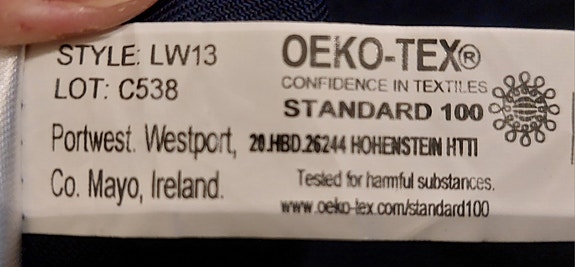 STYLE: LW13
LOT: C538
Portwest. Westport,
Co. Mayo, Ireland.
OEKO-TEX®
CONFIDENCE IN TEXTILES
STANDARD 100
20.HBD.26244 HOHENSTEIN HTTI
Tested for harmful substances.
www.oeko-tex.com/standard100